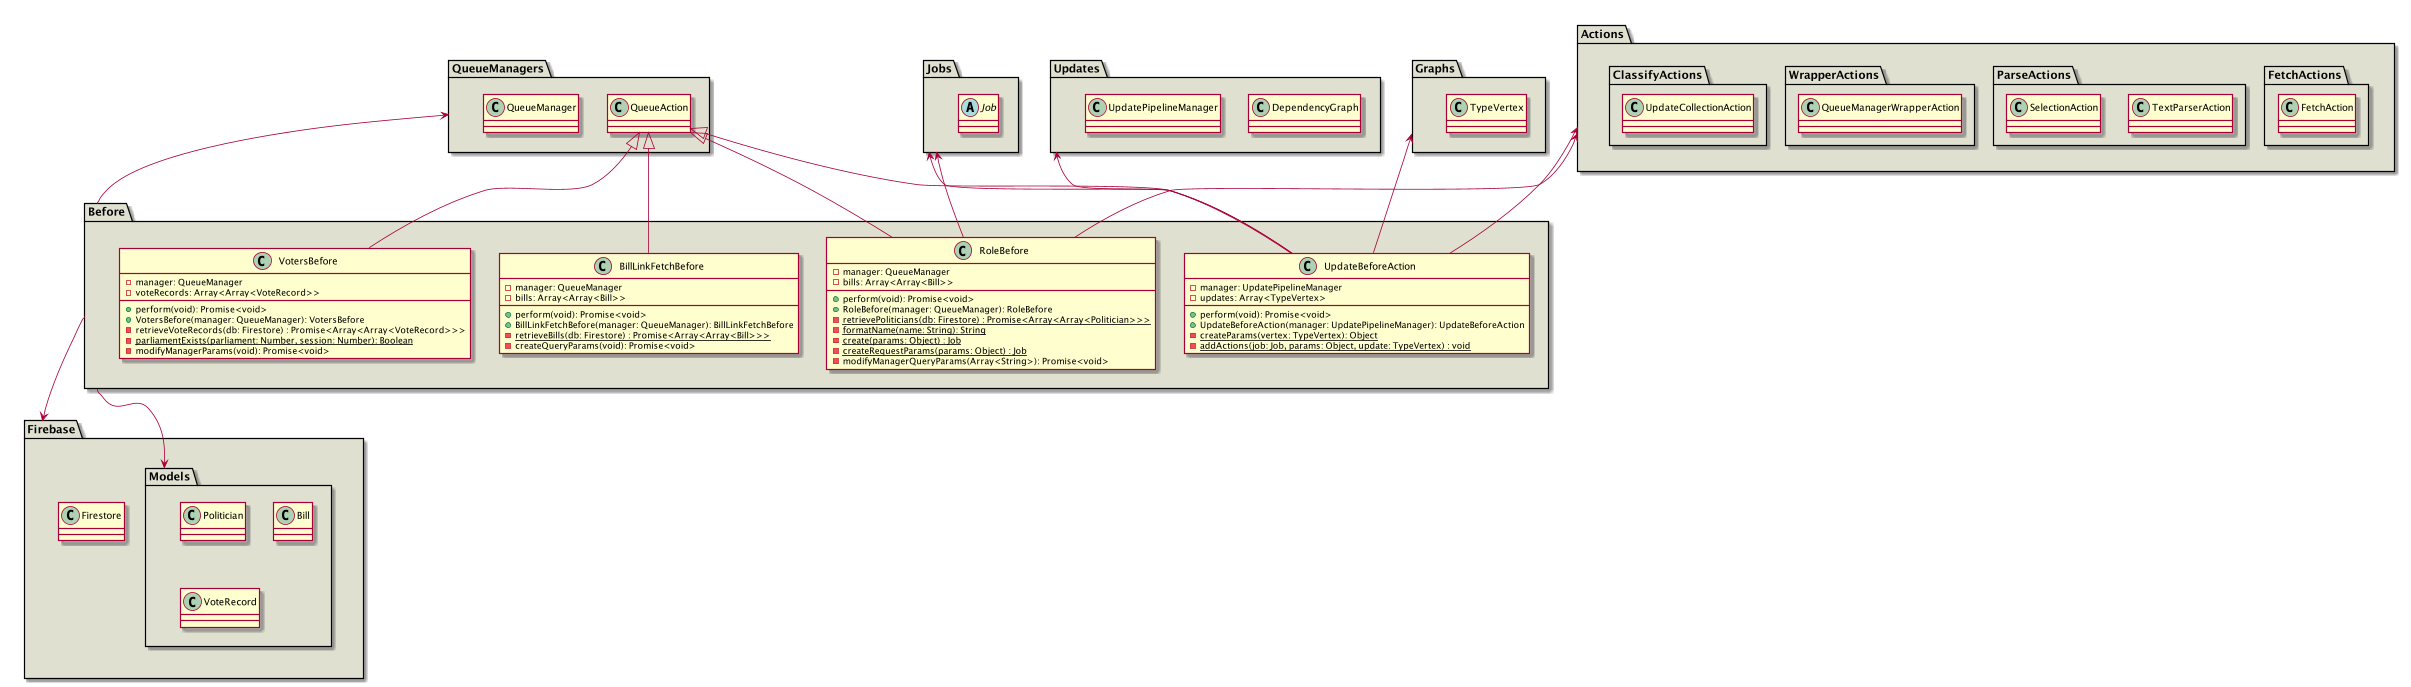 Actions
QueueManagers
Jobs
Updates
Graphs
ClassifyActions
WrapperActions
ParseActions
FetchActions
C QueueManager
C QueueAction
A Job
C UpdatePipelineManager
C DependencyGraph
C TypeVertex
C UpdateCollectionAction
C QueueManagerWrapperAction
C SelectionAction
C TextParserAction
C FetchAction
Before
C VotersBefore
manager: QueueManager
voteRecords: Array<Array<VoteRecord>>
perform(void): Promise<void>
VotersBefore(manager: QueueManager): VotersBefore
retrieveVoteRecords(db: Firestore) : Promise<Array<Array<VoteRecord>>>
parliamentExists(parliament: Number, session: Number): Boolean
modifyManagerParams(void): Promise<void>
C BillLinkFetchBefore
manager: QueueManager
bills: Array<Array<Bill>>
perform(void): Promise<void>
BillLinkFetchBefore(manager: QueueManager): BillLinkFetchBefore
retrieveBills(db: Firestore) : Promise<Array<Array<Bill>>>
createQueryParams(void): Promise<void>
C RoleBefore
manager: QueueManager
bills: Array<Array<Bill>>
perform(void): Promise<void>
RoleBefore(manager: QueueManager): RoleBefore
retrievePoliticians(db: Firestore) : Promise<Array<Array<Politician>>>
formatName(name: String): String
create(params: Object) : Job
createRequestParams(params: Object) : Job
modifyManagerQueryParams(Array<String>): Promise<void>
C UpdateBeforeAction
manager: UpdatePipelineManager
updates: Array<TypeVertex>
perform(void): Promise<void>
UpdateBeforeAction(manager: UpdatePipelineManager): UpdateBeforeAction
createParams(vertex: TypeVertex): Object
addActions(job: Job, params: Object, update: TypeVertex) : void
Firebase
Models
C Firestore
C Politician
C Bill
C VoteRecord